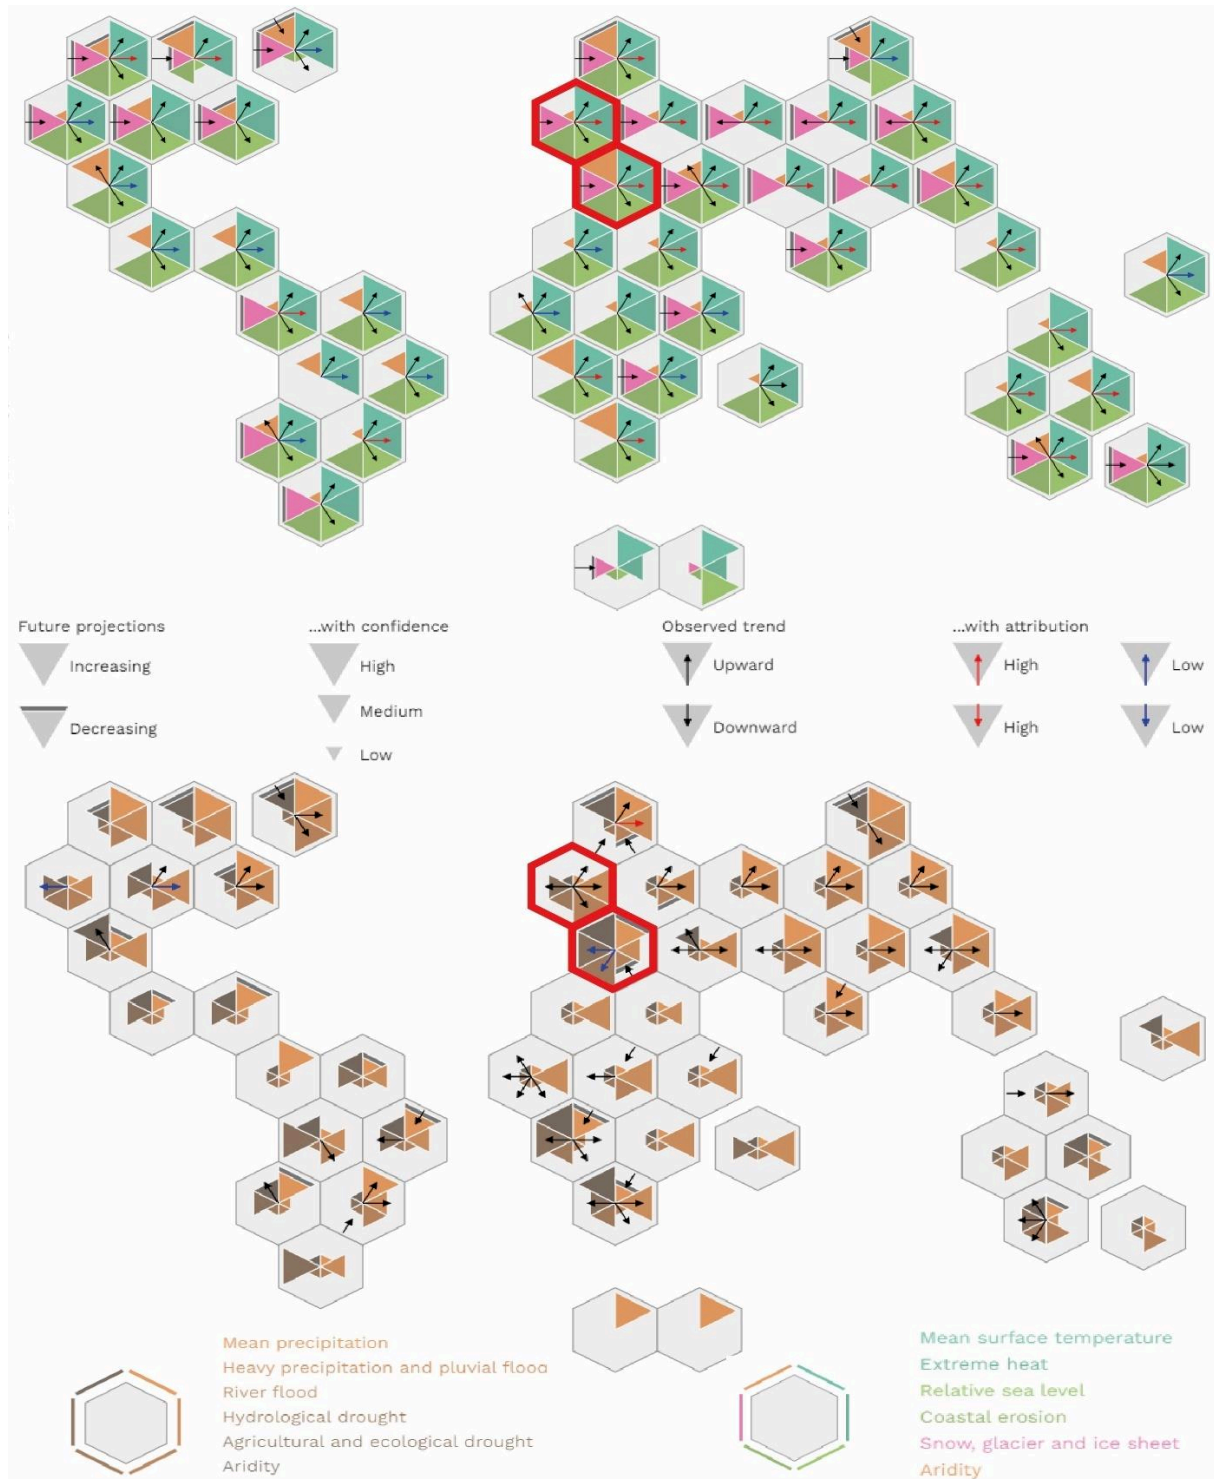 Future projections
...with confidence
Observed trend
...with attribution
Increasing
High
Upward
High
Low
Decreasing
Medium
Downward
High
Low
Low
Mean precipitation
Heavy precipitation and pluvial flood
River flood
Hydrological drought
Agricultural and ecological drought
Aridity
Mean surface temperature
Extreme heat
Relative sea level
Coastal erosion
Snow, glacier and ice sheet
Aridity